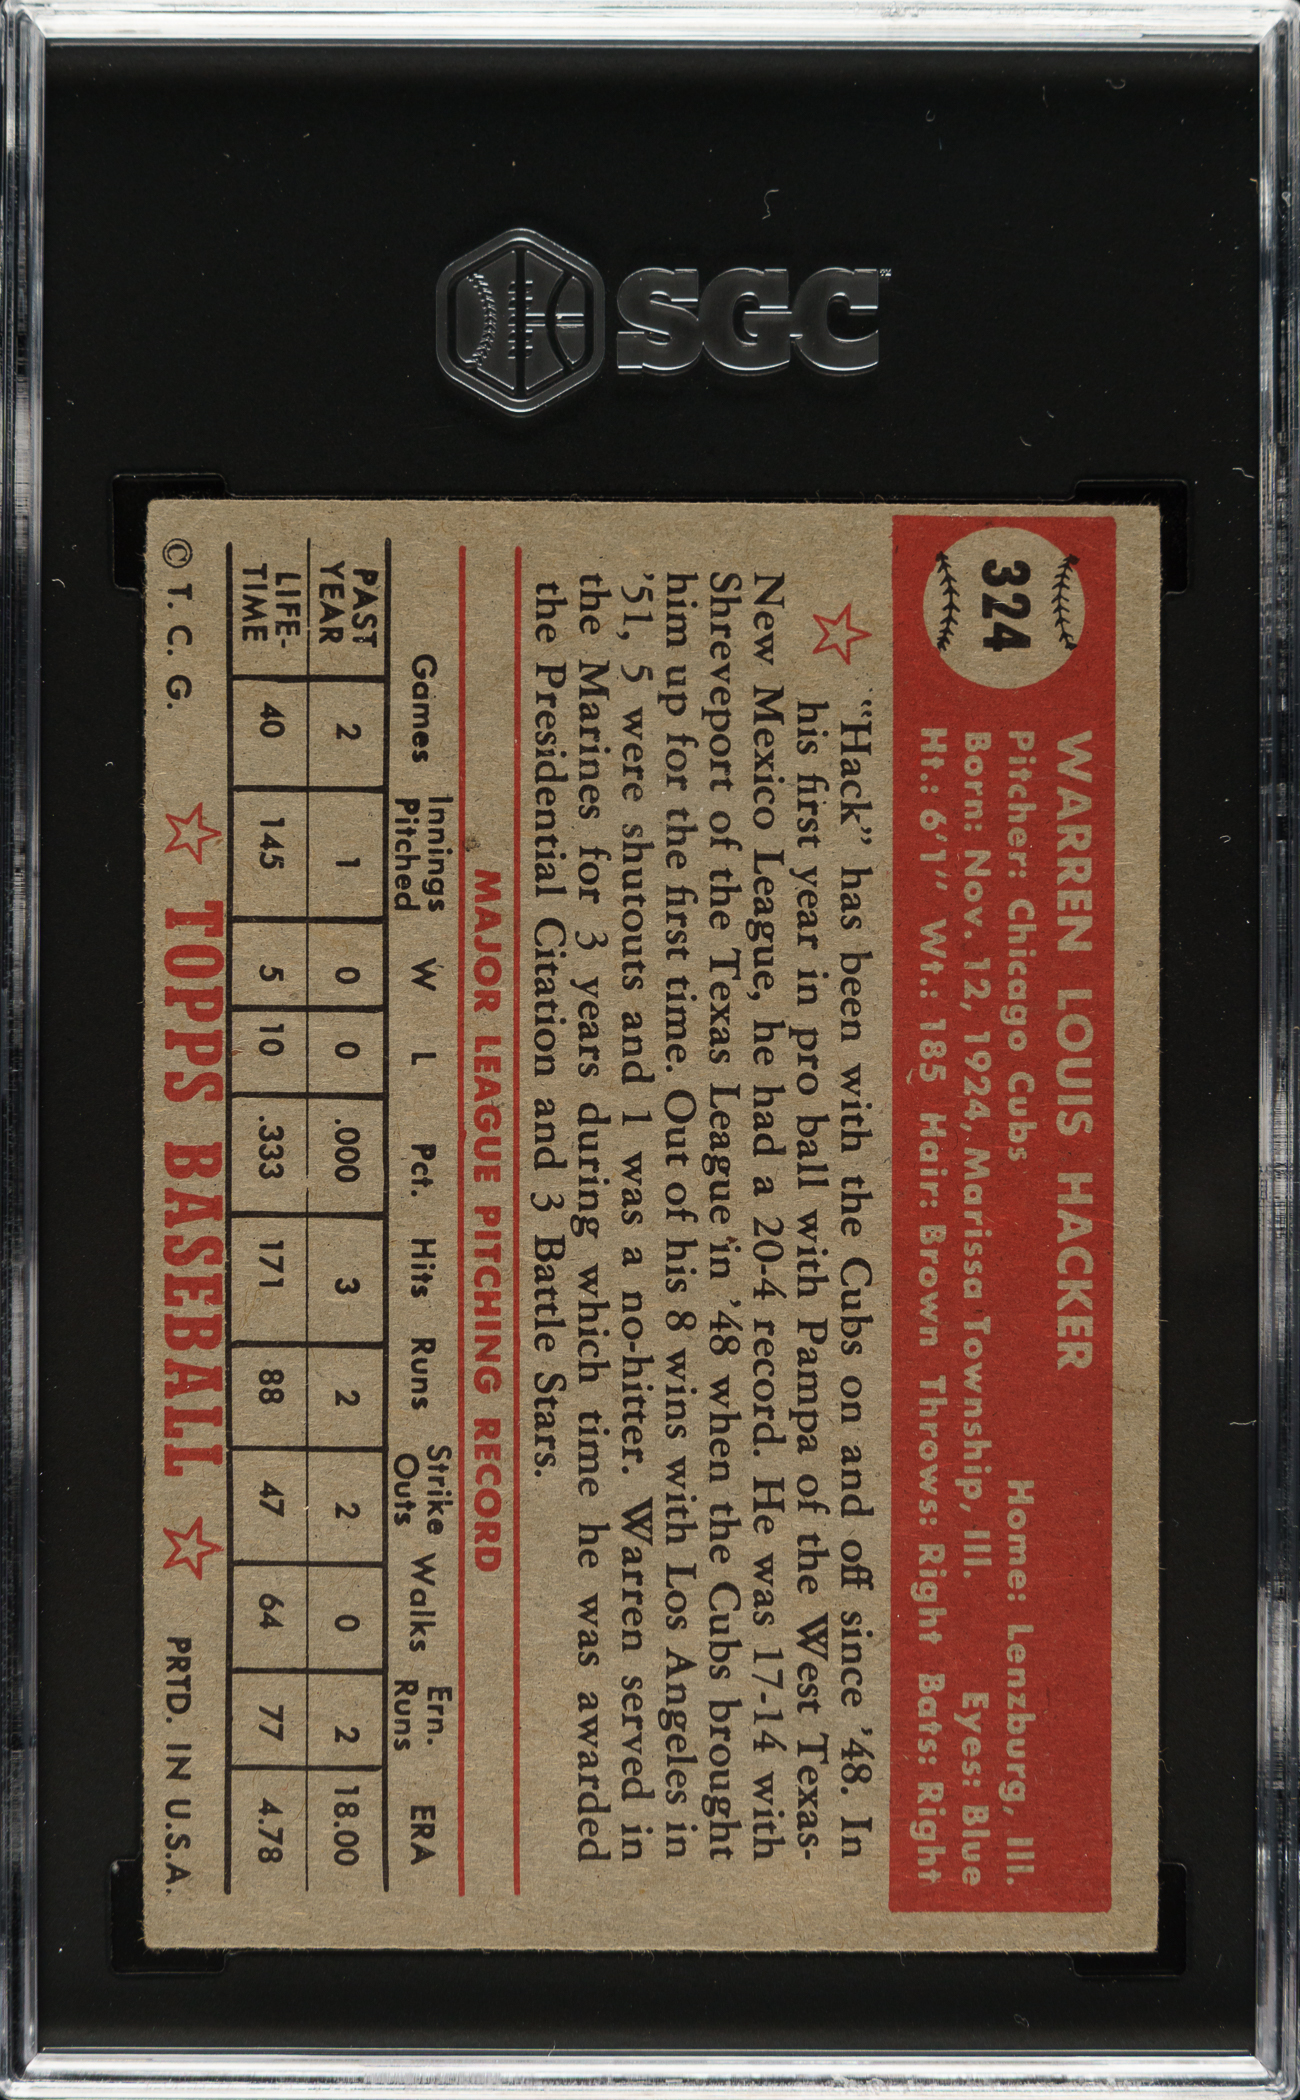 SGC
324
WARREN LOUIS HACKER
Pitcher: Chicago Cubs Home: Lenzburg, Ill.
Born: Nov. 12, 1924, Marissa Township, Ill. Eyes: Blue
Ht.: 6'1" Wt.: 185 Hair: Brown Throws: Right Bats: Right
"Hack" has been with the Cubs on and off since '48. In
his first year in pro ball with Pampa of the West Texas-
New Mexico League, he had a 20-4 record. He was 17-14 with
Shreveport of the Texas League in '48 when the Cubs brought
him up for the first time. Out of his 8 wins with Los Angeles in
'51, 5 were shutouts and 1 was a no-hitter. Warren served in
the Marines for 3 years during which time he was awarded
the Presidential Citation and 3 Battle Stars.
MAJOR LEAGUE PITCHING RECORD
Games Innings Pitched W L Pct. Hits Runs Strike Outs Walks Ern. Runs ERA
PAST YEAR 2 1 0 0 .000 3 2 2 0 2 18.00
LIFE-TIME 40 145 5 10 .333 171 88 47 64 77 4.78
© T. C. G. TOPPS BASEBALL PRTD. IN U.S.A.